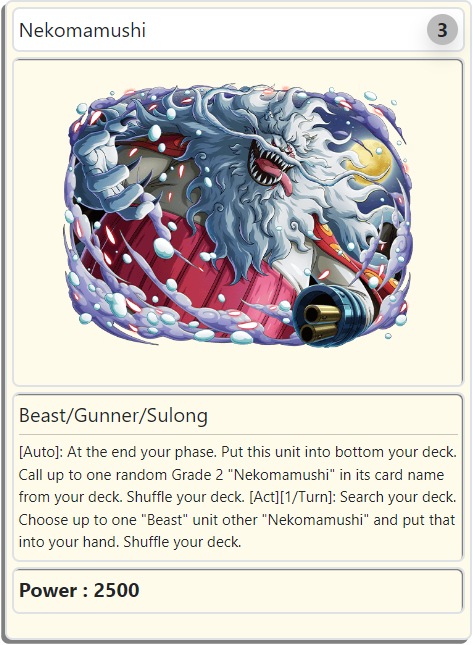 Nekomamushi
3
Beast/Gunner/Sulong
[Auto]: At the end your phase. Put this unit into bottom your deck.
Call up to one random Grade 2 "Nekomamushi" in its card name
from your deck. Shuffle your deck. [Act][1/Turn]: Search your deck.
Choose up to one "Beast" unit other "Nekomamushi" and put that
into your hand. Shuffle your deck.
Power : 2500